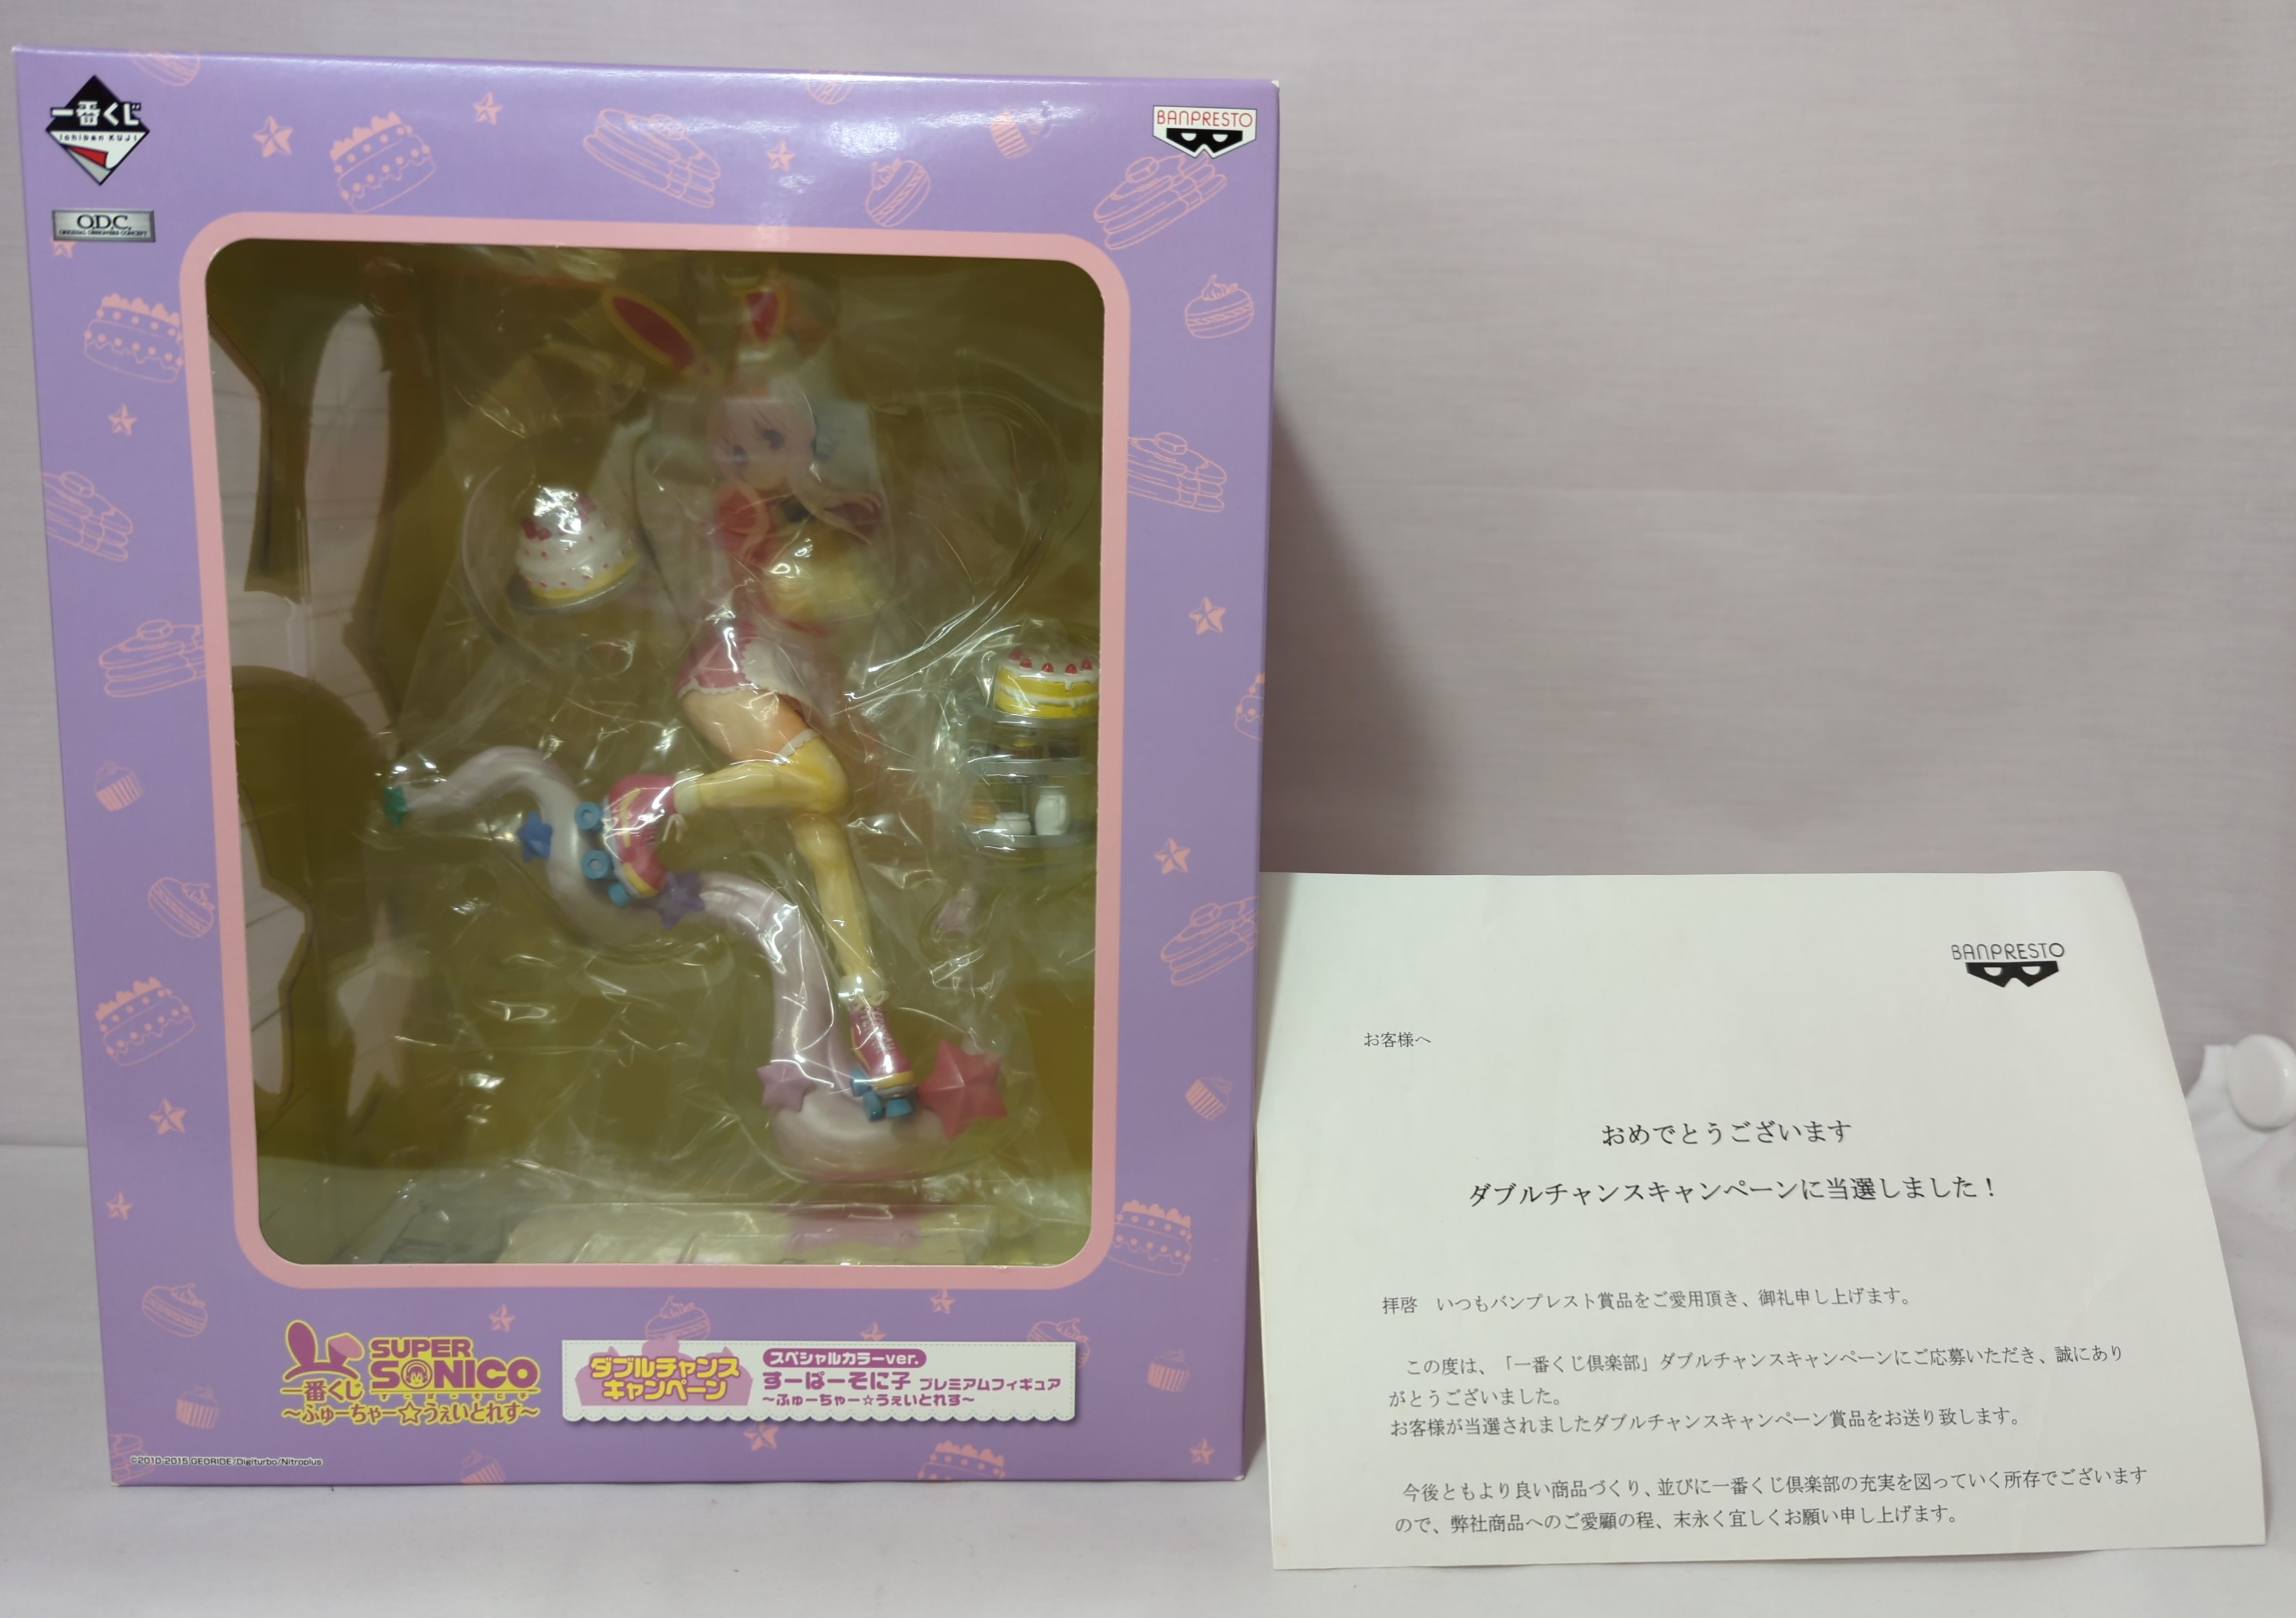 一番くじ
Ichiban KUJI
BANPRESTO
O.D.C.
ORIGINAL DESIGNERS CONCEPT
SUPER
SONICO
すーぱーそに子
一番くじ
～ふゅーちゃー☆うぇいとれす～
ダブルチャンス
キャンペーン
スペシャルカラーver.
すーぱーそに子 プレミアムフィギュア
～ふゅーちゃー☆うぇいとれす～
©2010-2015 GEORIDE/Digiturbo/Nitroplus
BANPRESTO
お客様へ
おめでとうございます
ダブルチャンスキャンペーンに当選しました！
拝啓　いつもバンプレスト賞品をご愛用頂き、御礼申し上げます。
この度は、「一番くじ倶楽部」ダブルチャンスキャンペーンにご応募いただき、誠にあり
がとうございました。
お客様が当選されましたダブルチャンスキャンペーン賞品をお送り致します。
今後ともより良い商品づくり、並びに一番くじ倶楽部の充実を図っていく所存でございます
ので、弊社商品へのご愛顧の程、末永く宜しくお願い申し上げます。